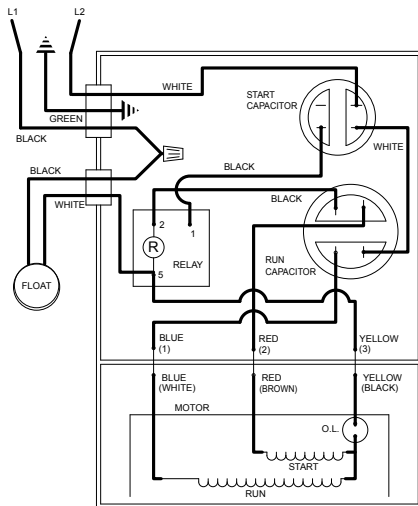 L1
L2
WHITE
START
CAPACITOR
GREEN
BLACK
WHITE
BLACK
BLACK
BLACK
WHITE
2
1
R
RELAY
5
RUN
CAPACITOR
FLOAT
BLUE
(1)
RED
(2)
YELLOW
(3)
BLUE
(WHITE)
RED
(BROWN)
YELLOW
(BLACK)
MOTOR
O.L.
START
RUN